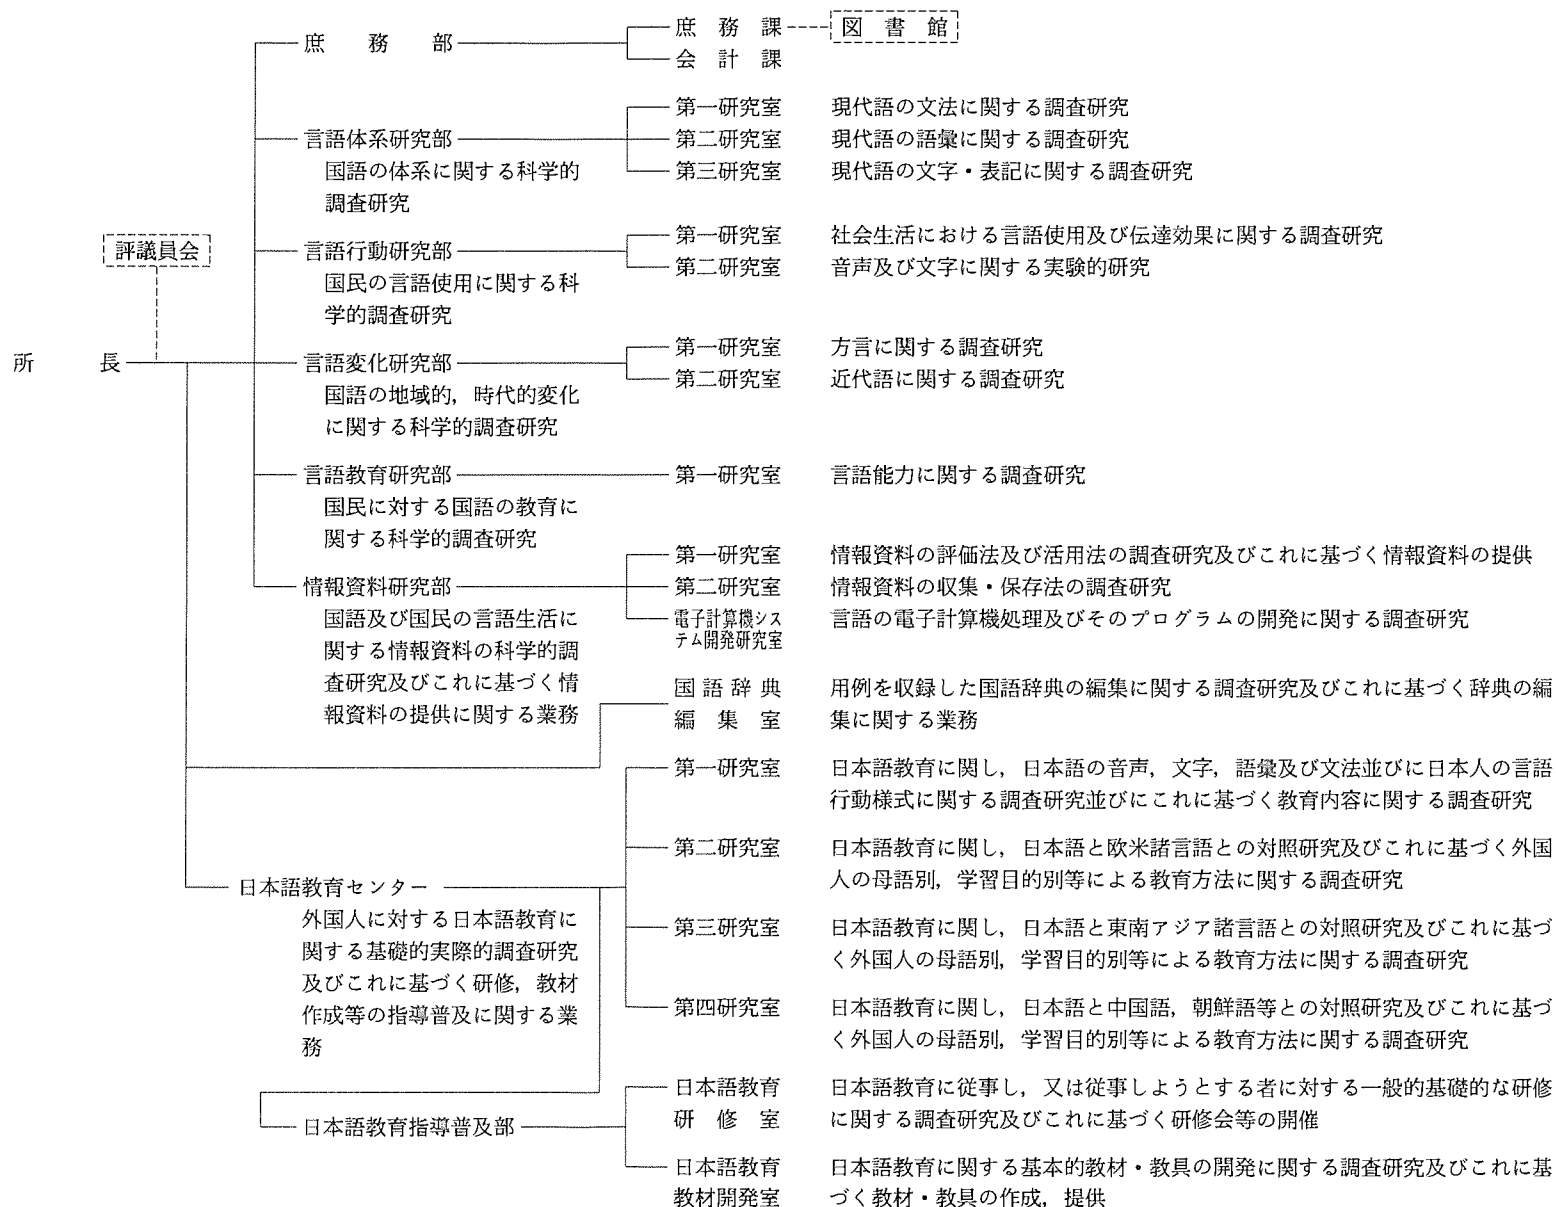 庶務部
庶務課
図書館
会計課
言語体系研究部
国語の体系に関する科学的
調査研究
第一研究室 現代語の文法に関する調査研究
第二研究室 現代語の語彙に関する調査研究
第三研究室 現代語の文字・表記に関する調査研究
評議員会
言語行動研究部
国民の言語使用に関する科
学的調査研究
第一研究室 社会生活における言語使用及び伝達効果に関する調査研究
第二研究室 音声及び文字に関する実験的研究
所長
言語変化研究部
国語の地域的，時代的変化
に関する科学的調査研究
第一研究室 方言に関する調査研究
第二研究室 近代語に関する調査研究
言語教育研究部
国民に対する国語の教育に
関する科学的調査研究
第一研究室 言語能力に関する調査研究
情報資料研究部
国語及び国民の言語生活に
関する情報資料の科学的調
査研究及びこれに基づく情
報資料の提供に関する業務
第一研究室 情報資料の評価法及び活用法の調査研究及びこれに基づく情報資料の提供
第二研究室 情報資料の収集・保存法の調査研究
電子計算機シス 言語の電子計算機処理及びそのプログラムの開発に関する調査研究
テム開発研究室
国語辞典 用例を収録した国語辞典の編集に関する調査研究及びこれに基づく辞典の編
編集室 集に関する業務
日本語教育センター
外国人に対する日本語教育に
関する基礎的実際的調査研究
及びこれに基づく研修，教材
作成等の指導普及に関する業
務
第一研究室 日本語教育に関し，日本語の音声，文字，語彙及び文法並びに日本人の言語
行動様式に関する調査研究並びにこれに基づく教育内容に関する調査研究
第二研究室 日本語教育に関し，日本語と欧米諸言語との対照研究及びこれに基づく外国
人の母語別，学習目的別等による教育方法に関する調査研究
第三研究室 日本語教育に関し，日本語と東南アジア諸言語との対照研究及びこれに基づ
く外国人の母語別，学習目的別等による教育方法に関する調査研究
第四研究室 日本語教育に関し，日本語と中国語，朝鮮語等との対照研究及びこれに基づ
く外国人の母語別，学習目的別等による教育方法に関する調査研究
日本語教育指導普及部
日本語教育 日本語教育に従事し，又は従事しようとする者に対する一般的基礎的な研修
研修室 に関する調査研究及びこれに基づく研修会等の開催
日本語教育 日本語教育に関する基本的教材・教具の開発に関する調査研究及びこれに基
教材開発室 づく教材・教具の作成，提供